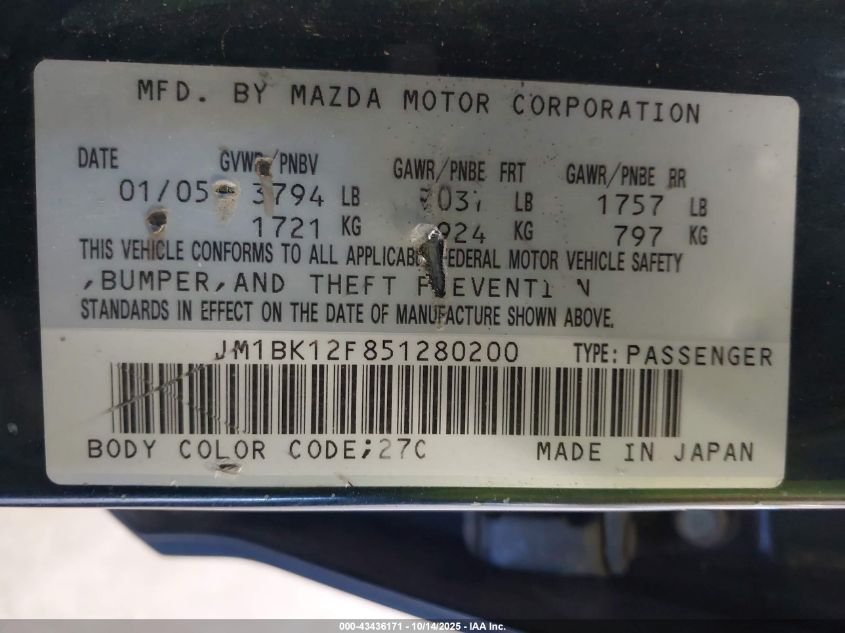 MFD. BY MAZDA MOTOR CORPORATION
DATE GVWR/PNBV GAWR/PNBE FRT GAWR/PNBE RR
01/05 3794 LB LB 1757 LB
1721 KG KG 797 KG
THIS VEHICLE CONFORMS TO ALL APPLICABLE FEDERAL MOTOR VEHICLE SAFETY
,BUMPER,AND THEFT PREVENTION
STANDARDS IN EFFECT ON THE DATE OF MANUFACTURE SHOWN ABOVE.
JM1BK12F851280200 TYPE: PASSENGER
BODY COLOR CODE;27C MADE IN JAPAN
000-43436171 - 10/14/2025 - IAA Inc.